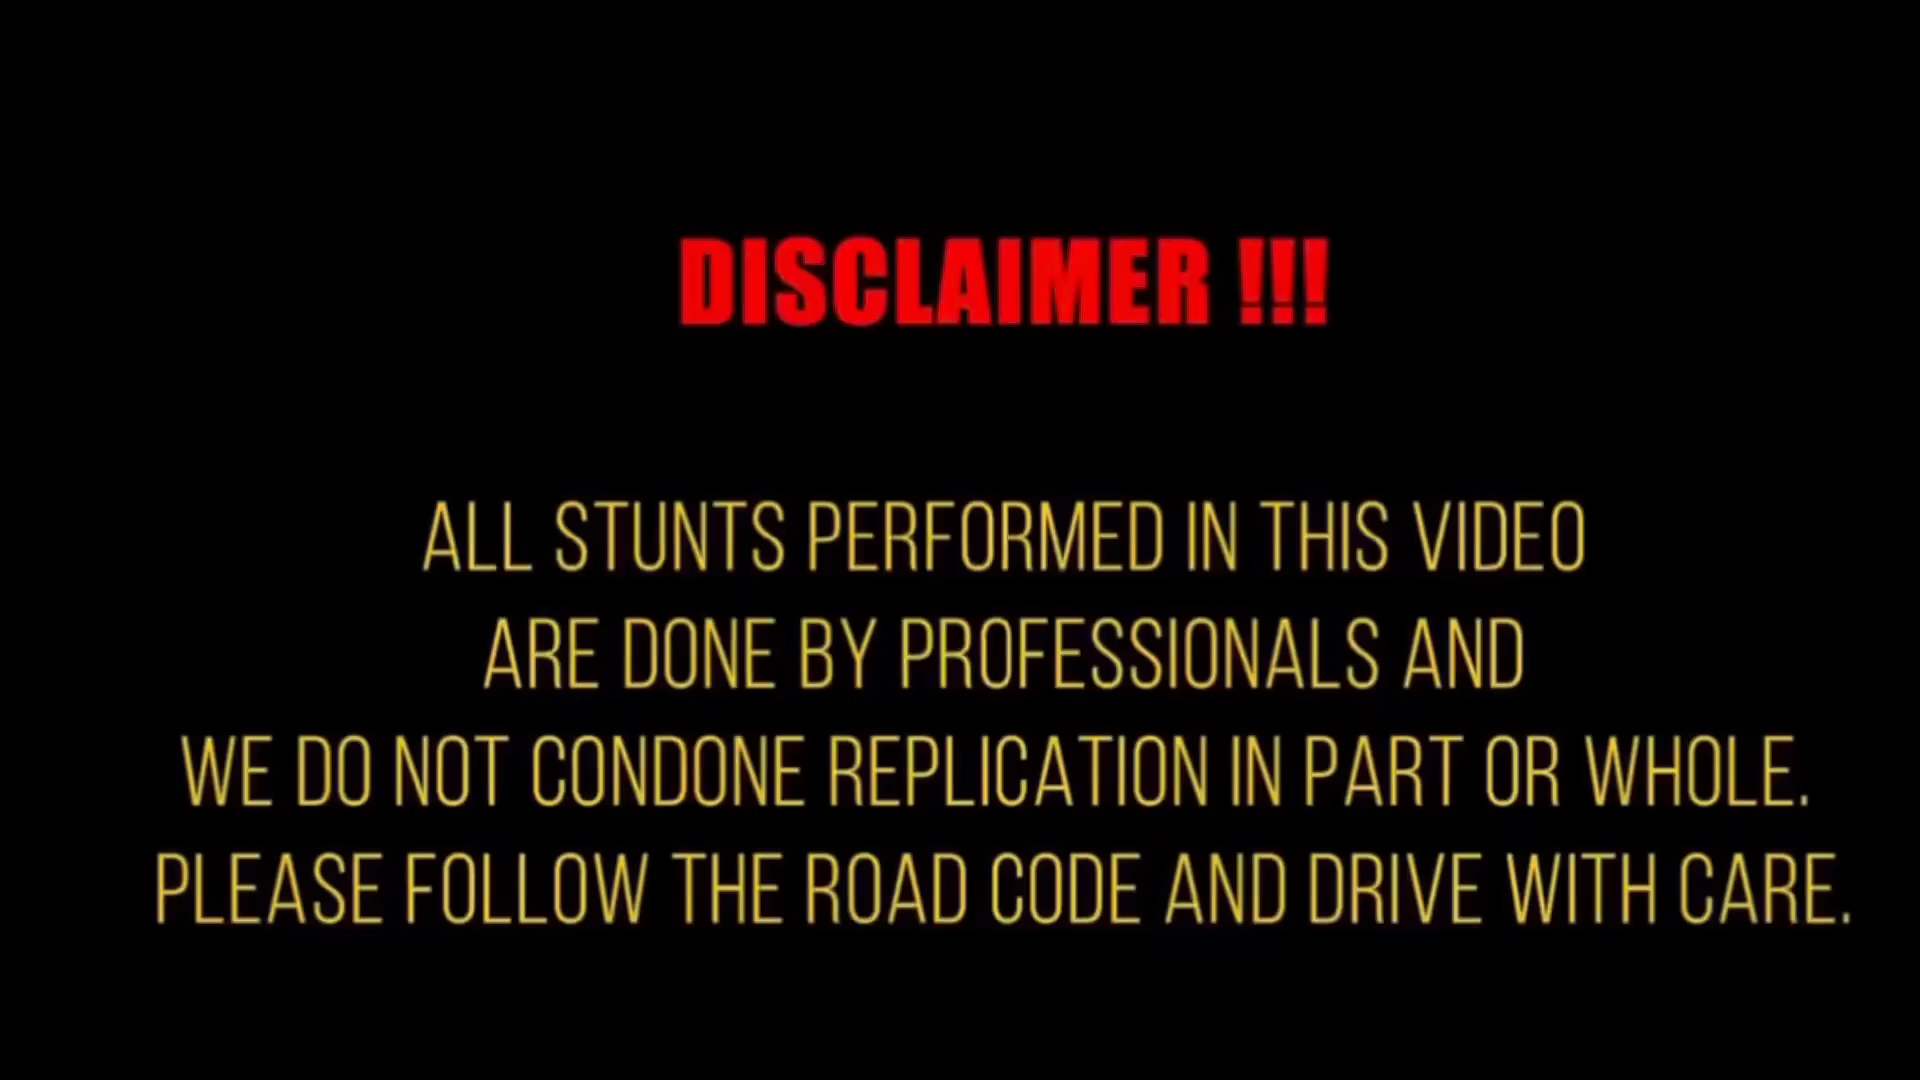 DISCLAIMER !!!
ALL STUNTS PERFORMED IN THIS VIDEO
ARE DONE BY PROFESSIONALS AND
WE DO NOT CONDONE REPLICATION IN PART OR WHOLE.
PLEASE FOLLOW THE ROAD CODE AND DRIVE WITH CARE.